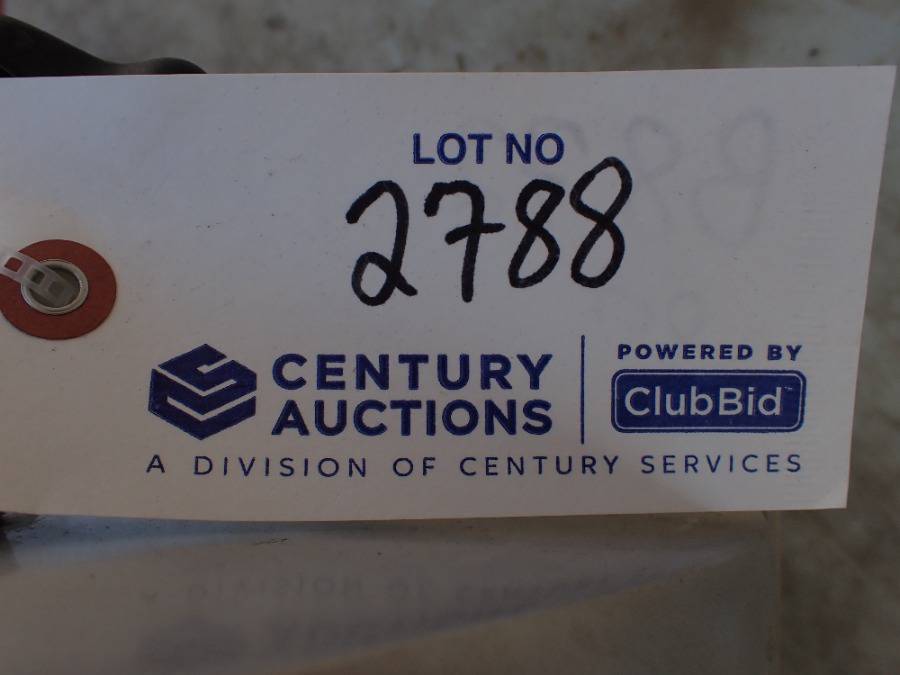 LOT NO
2788
CENTURY
AUCTIONS
POWERED BY
ClubBid
A DIVISION OF CENTURY SERVICES